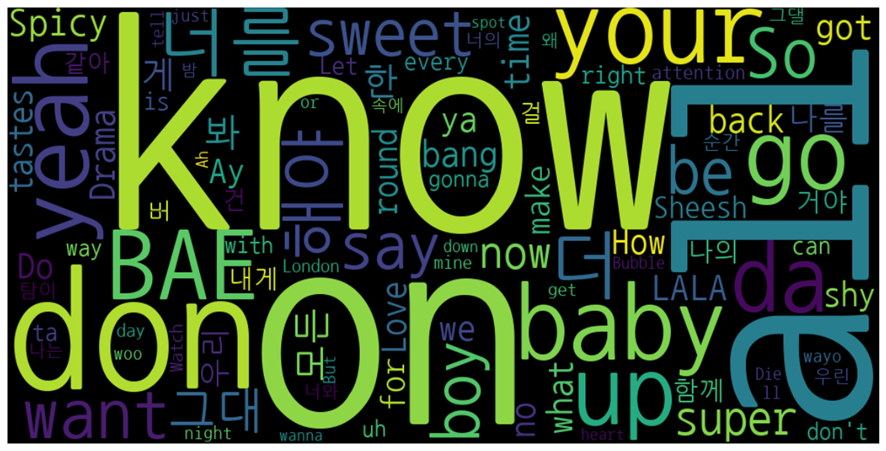 Spicy
너를
sweet
your
got
tell
just
spot
너의
왜
그댈
So
yeah
같아
게
is
Let
한
every
time
right
attention
all
know
tastes
Drama
봐
Ay
Ah
or
속에
해야
round
ya
bang
gonna
걸
make
back
순간
나를
go
be
Sheesh
거야
버
건
밤
way
BAE
with
London
say
down
mine
now
더
How
Bubble
나의
can
Do
탐이
내게
don
on
모든
But
Love
we
get
baby
LALA
da
shy
ta
나는
day
woo
Watch
우리
너와
for
boy
what
up
함께
wayo
Die
우린
ll
want
그대
night
wanna
uh
no
heart
super
don't